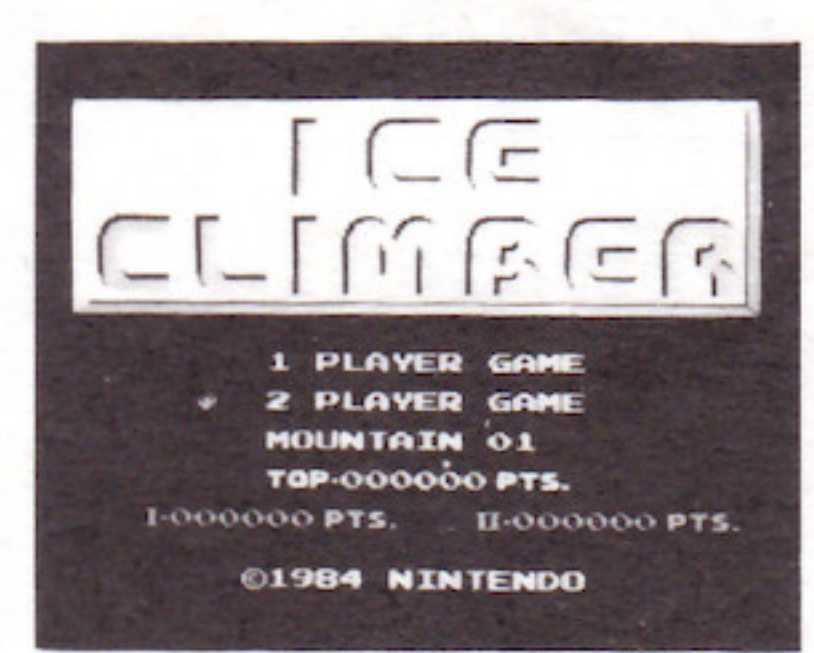 ICE
CLIMBER
1 PLAYER GAME
2 PLAYER GAME
MOUNTAIN 01
TOP-000000 PTS.
I-000000 PTS. II-000000 PTS.
©1984 NINTENDO